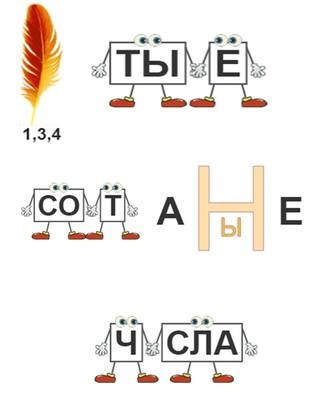 ТЫ Е
1,3,4
СО Т А Н Ы Е
Ч СЛА